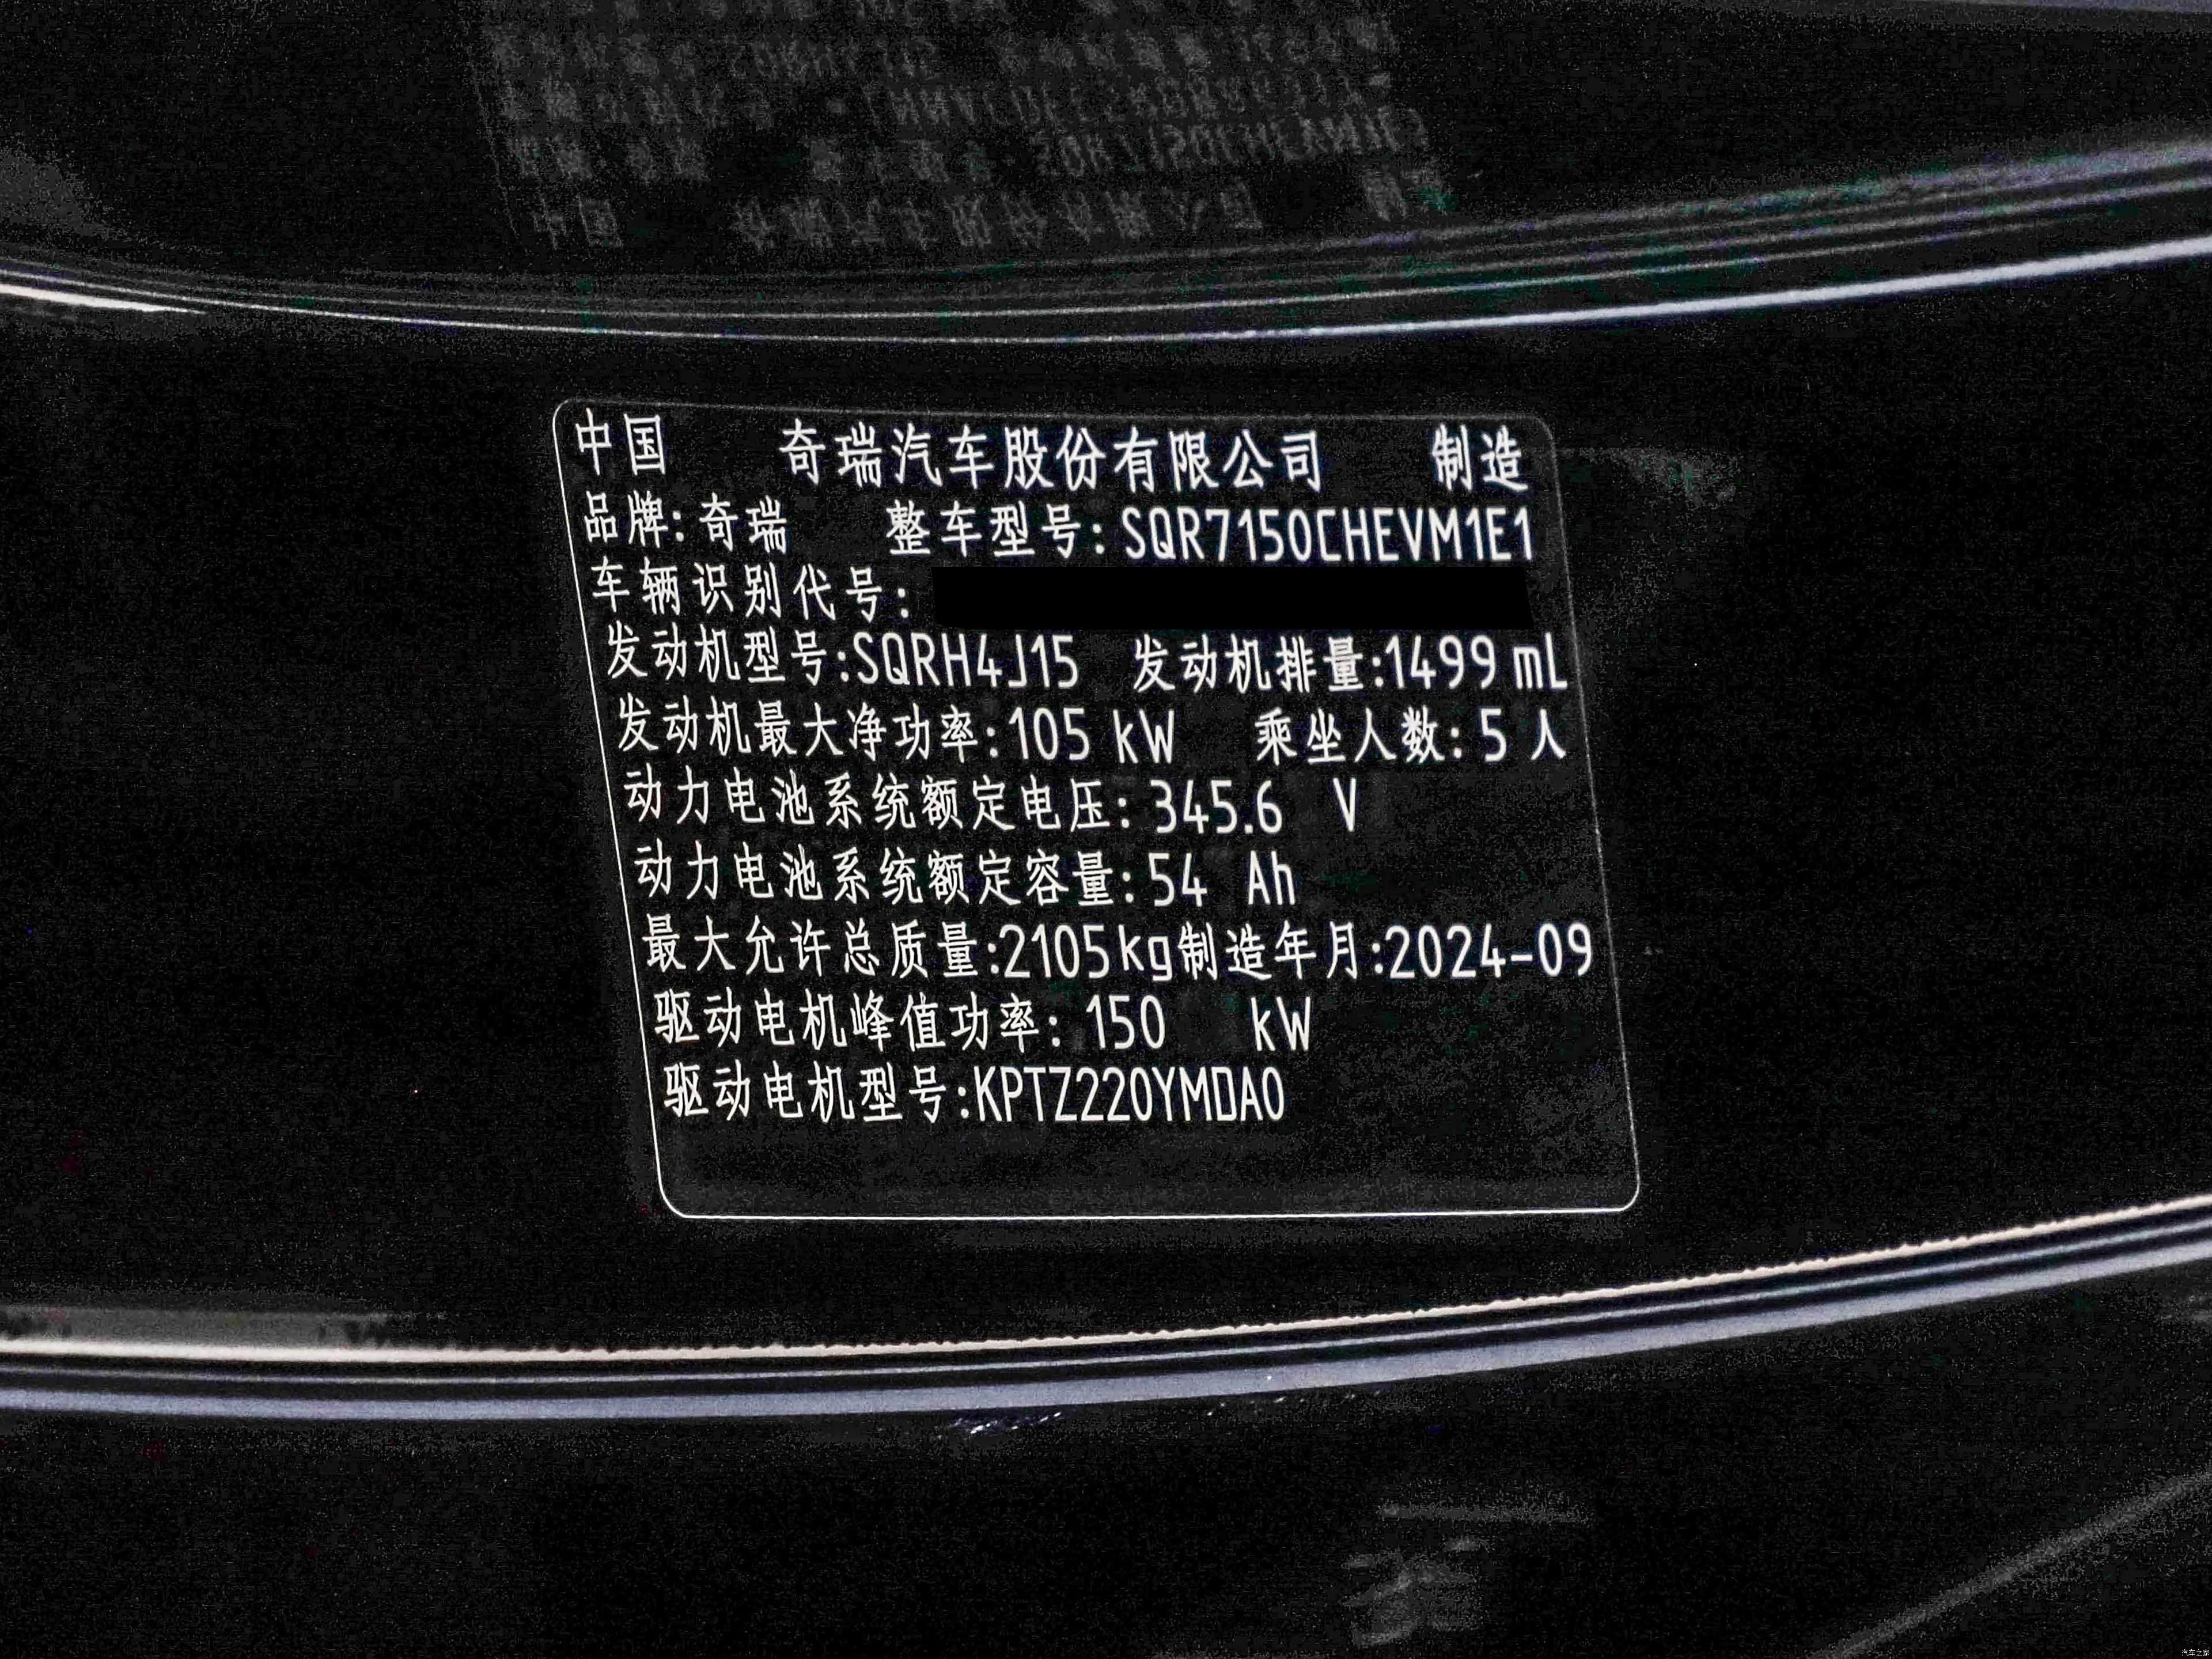 中国 奇瑞汽车股份有限公司 制造
品牌:奇瑞 整车型号:SQR7150CHEVM1E1
车辆识别代号:
发动机型号:SQRH4J15 发动机排量:1499 mL
发动机最大净功率:105 kW 乘坐人数:5 人
动力电池系统额定电压:345.6 V
动力电池系统额定容量:54 Ah
最大允许总质量:2105kg制造年月:2024-09
驱动电机峰值功率:150 kW
驱动电机型号:KPTZ220YMDA0
汽车之家